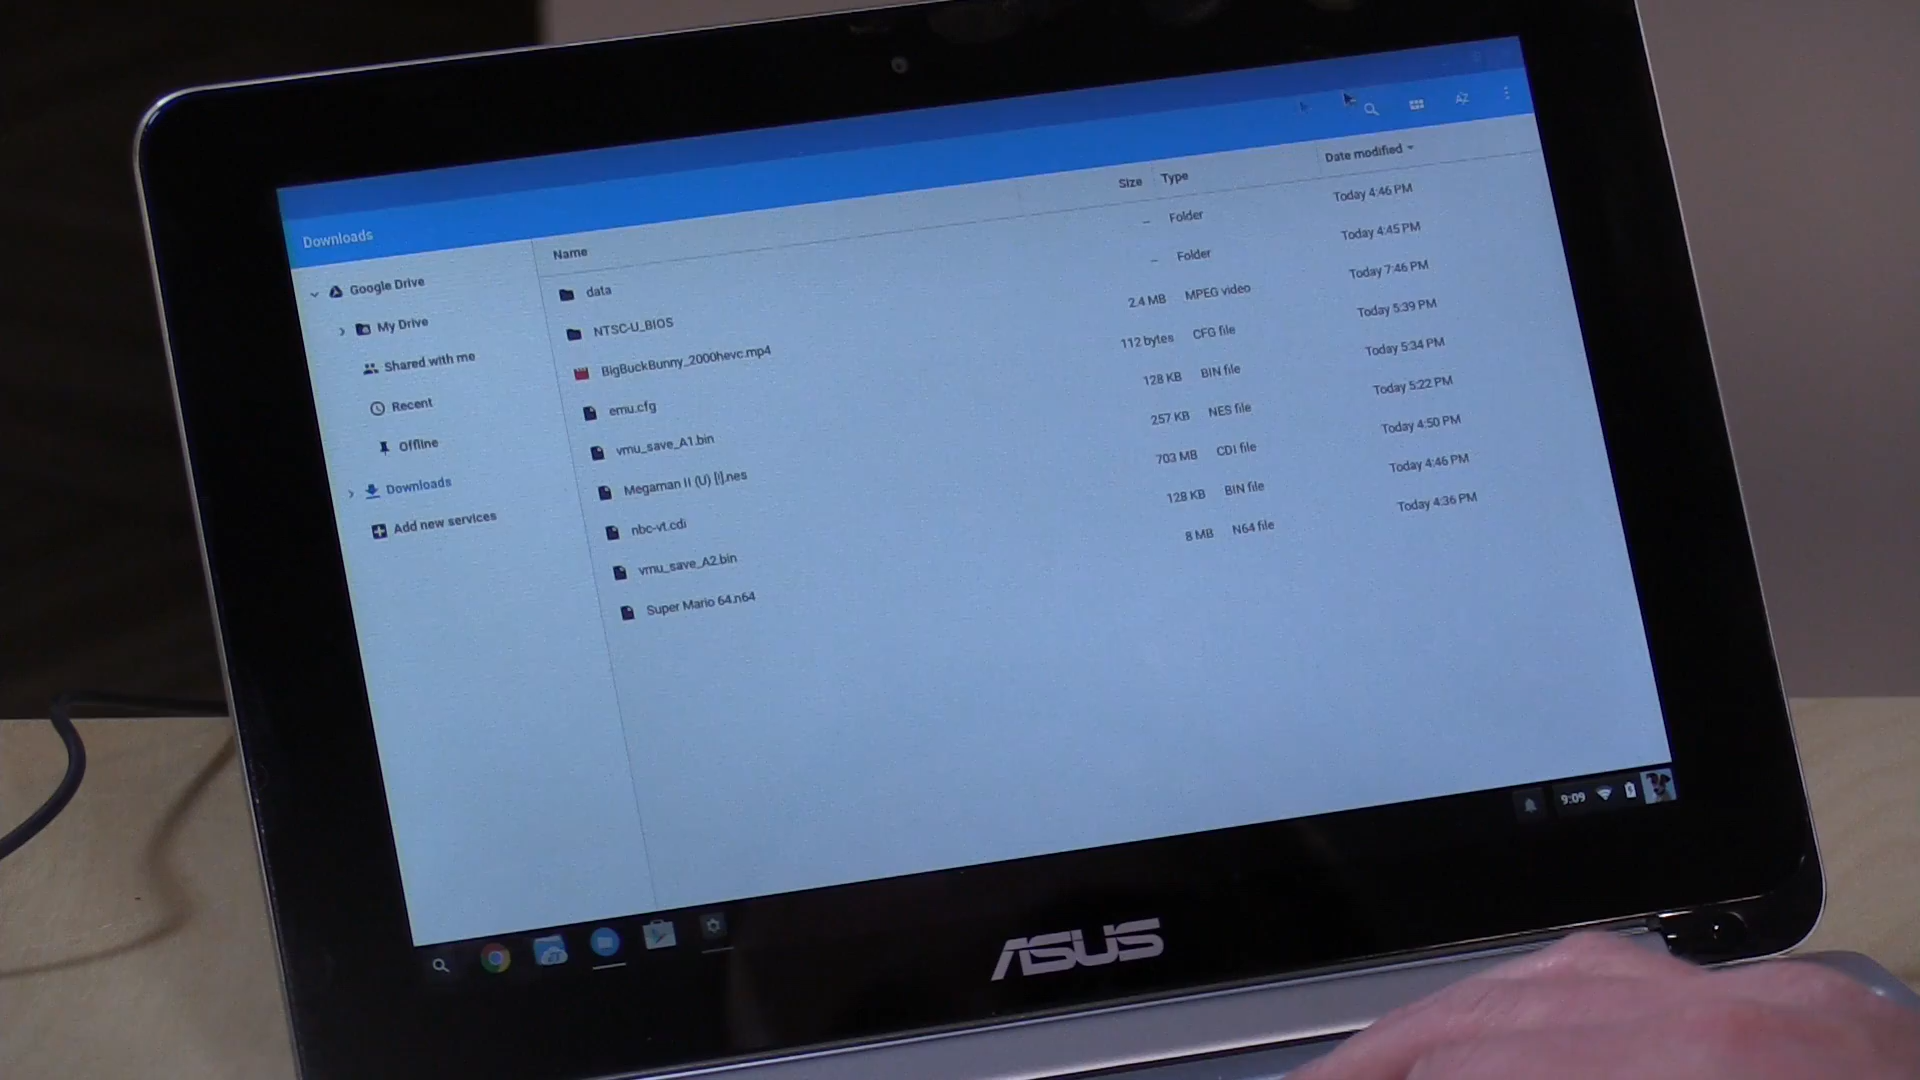 Downloads
Name Size Type Date modified
Google Drive
My Drive
Shared with me
Recent
Offline
Downloads
Add new services
data – Folder Today 4:46 PM
NTSC-U_BIOS – Folder Today 4:45 PM
BigBuckBunny_2000hevc.mp4 2.4 MB MPEG video Today 7:46 PM
emu.cfg 112 bytes CFG file Today 5:39 PM
vmu_save_A1.bin 128 KB BIN file Today 5:34 PM
Megaman II (U) [!].nes 257 KB NES file Today 5:22 PM
nbc-vt.cdi 703 MB CDI file Today 4:50 PM
vmu_save_A2.bin 128 KB BIN file Today 4:46 PM
Super Mario 64.n64 8 MB N64 file Today 4:36 PM
9:09
ASUS